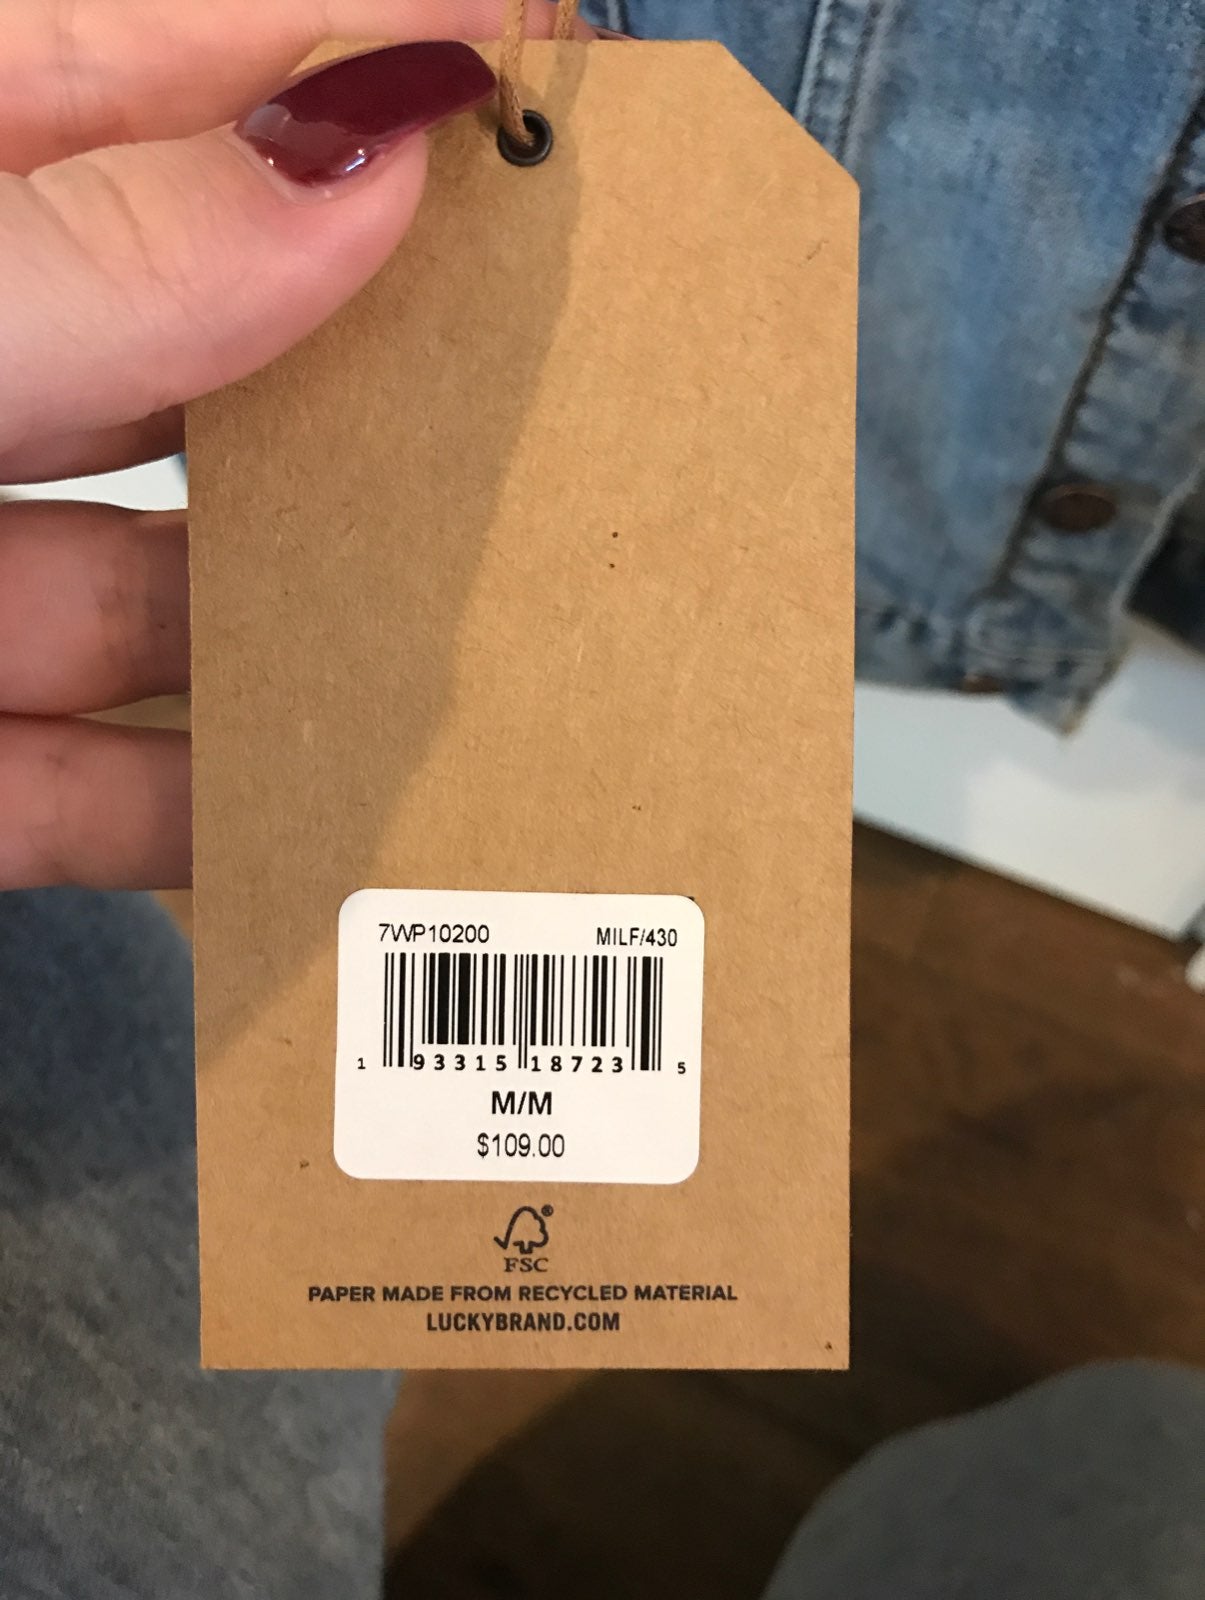 7WP10200 MILF/430
1 93315 18723 5
M/M
$109.00
®
FSC
PAPER MADE FROM RECYCLED MATERIAL
LUCKYBRAND.COM